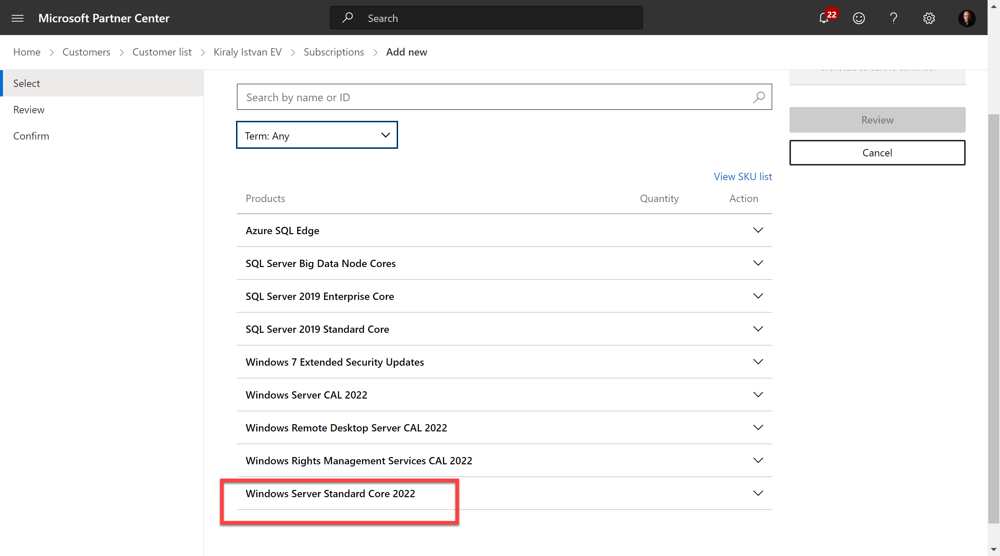 Microsoft Partner Center
Search
22
Home > Customers > Customer list > Kiraly Istvan EV > Subscriptions > Add new
Select
Review
Confirm
Search by name or ID
Term: Any
Review
Cancel
View SKU list
Products Quantity Action
Azure SQL Edge
SQL Server Big Data Node Cores
SQL Server 2019 Enterprise Core
SQL Server 2019 Standard Core
Windows 7 Extended Security Updates
Windows Server CAL 2022
Windows Remote Desktop Server CAL 2022
Windows Rights Management Services CAL 2022
Windows Server Standard Core 2022